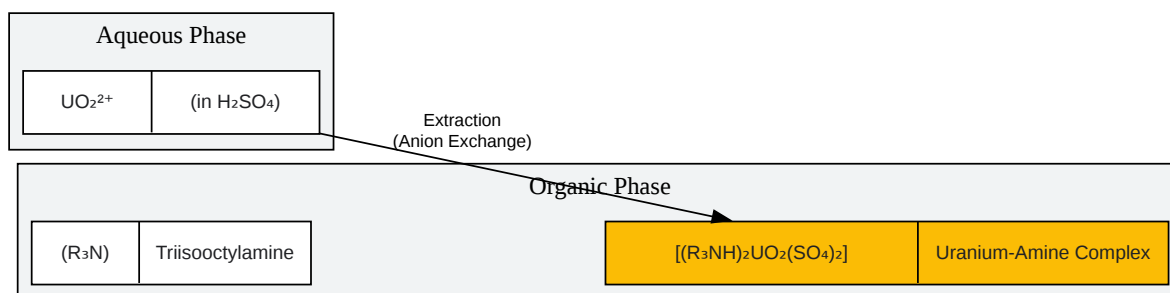 Aqueous Phase
UO₂²⁺ (in H₂SO₄)
Extraction
(Anion Exchange)
Organic Phase
(R₃N) Triisooctylamine [(R₃NH)₂UO₂(SO₄)₂] Uranium-Amine Complex